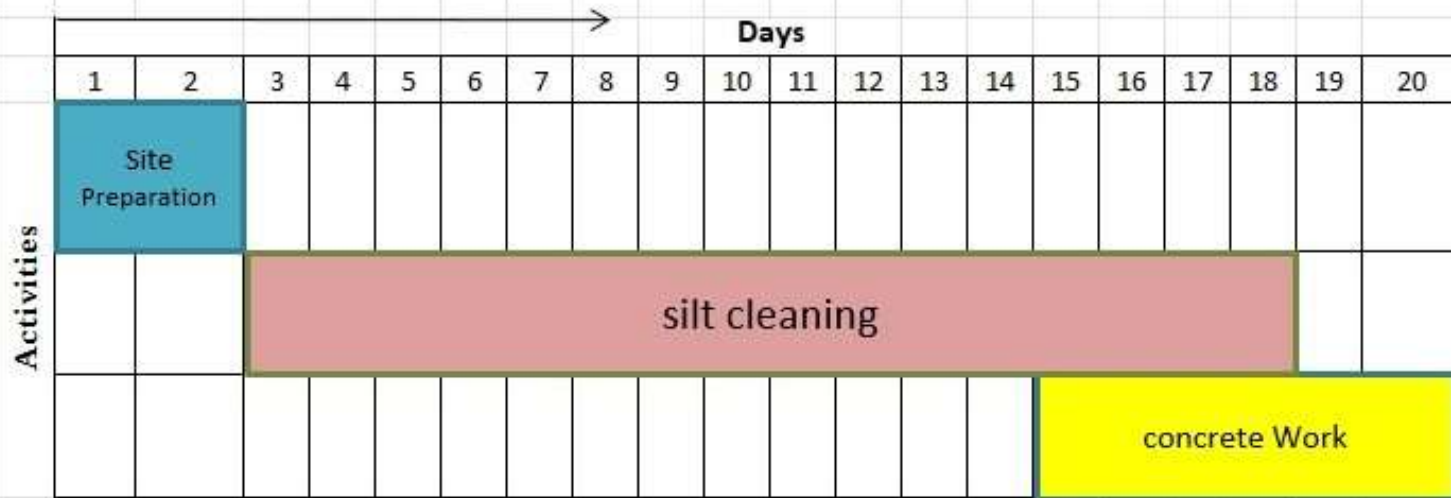 Days
1 2 3 4 5 6 7 8 9 10 11 12 13 14 15 16 17 18 19 20
Activities
Site
Preparation
silt cleaning
concrete Work